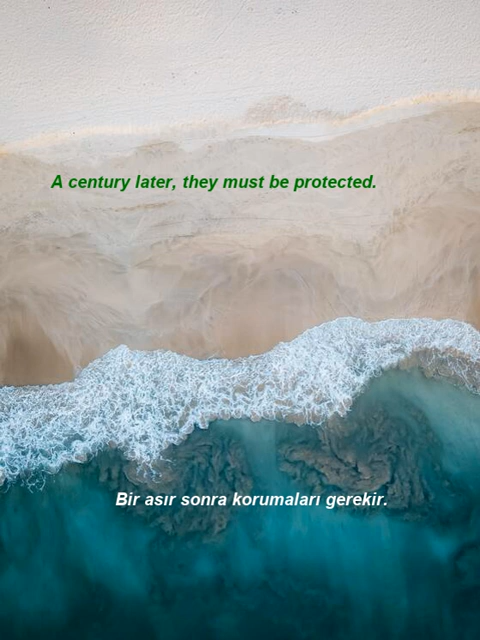 A century later, they must be protected.
Bir asır sonra korumaları gerekir.